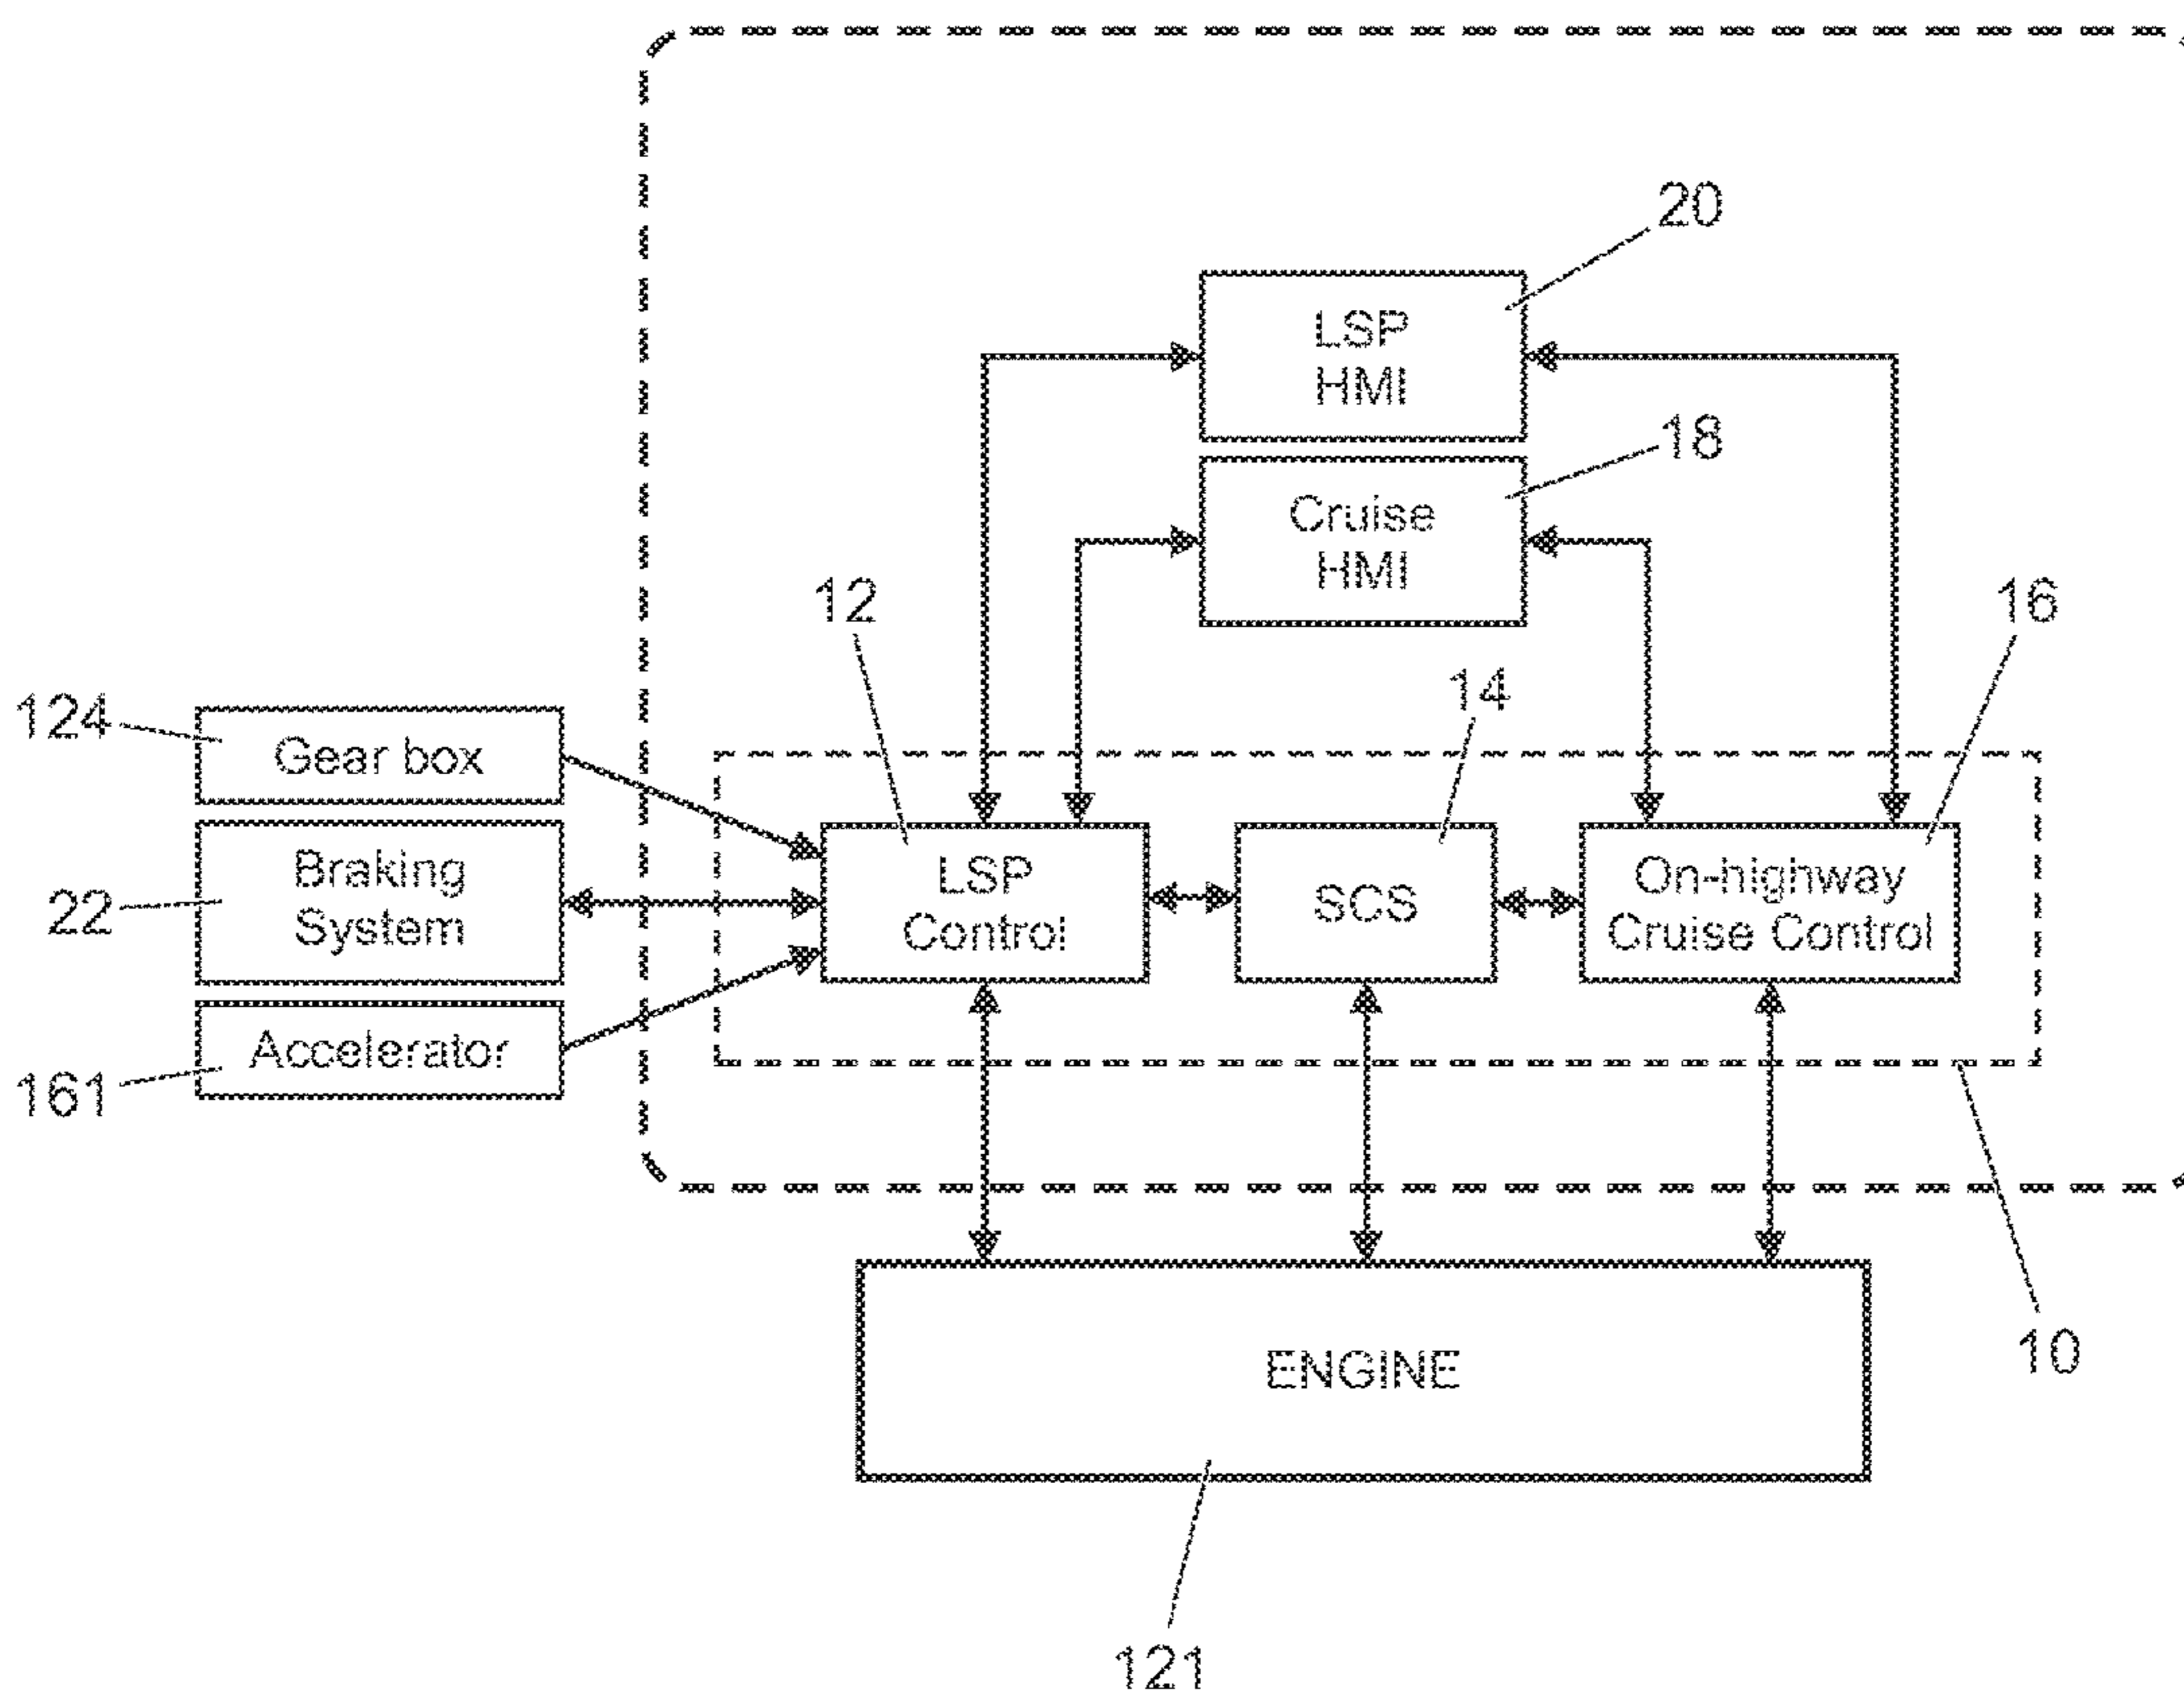 20
LSP
HMI
18
Cruise
HMI
12
16
14
124
Gear box
LSP
Control
SCS
On-highway
Cruise Control
22
Braking
System
161
Accelerator
10
ENGINE
121